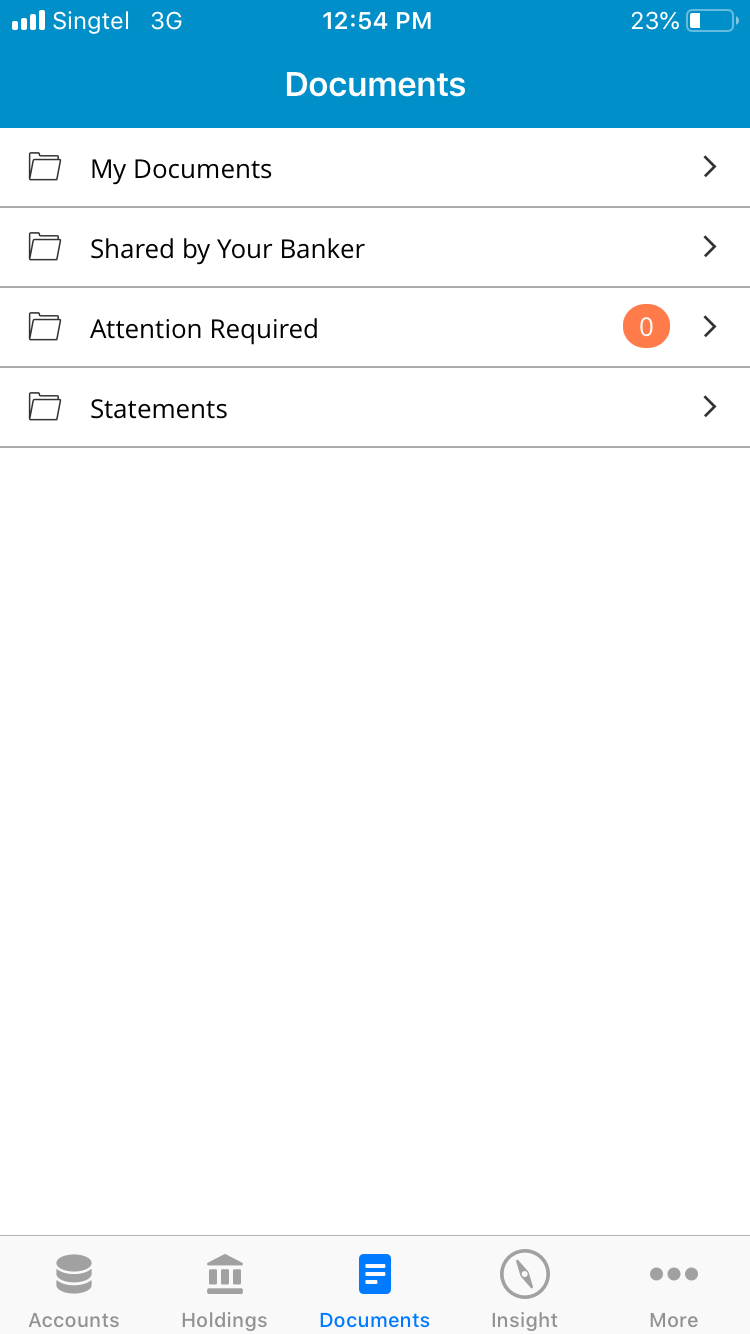 Singtel 3G 12:54 PM 23%
Documents
My Documents
Shared by Your Banker
Attention Required 0
Statements
Accounts Holdings Documents Insight More